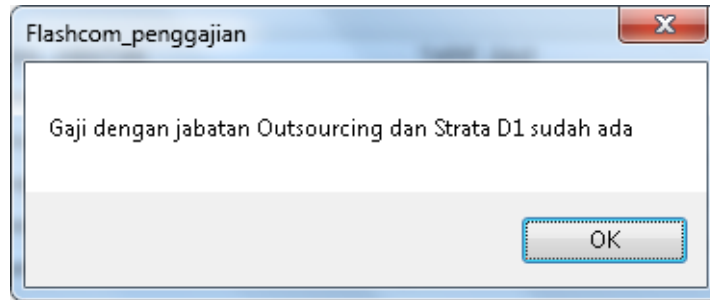 Flashcom_penggajian
Gaji dengan jabatan Outsourcing dan Strata D1 sudah ada
OK